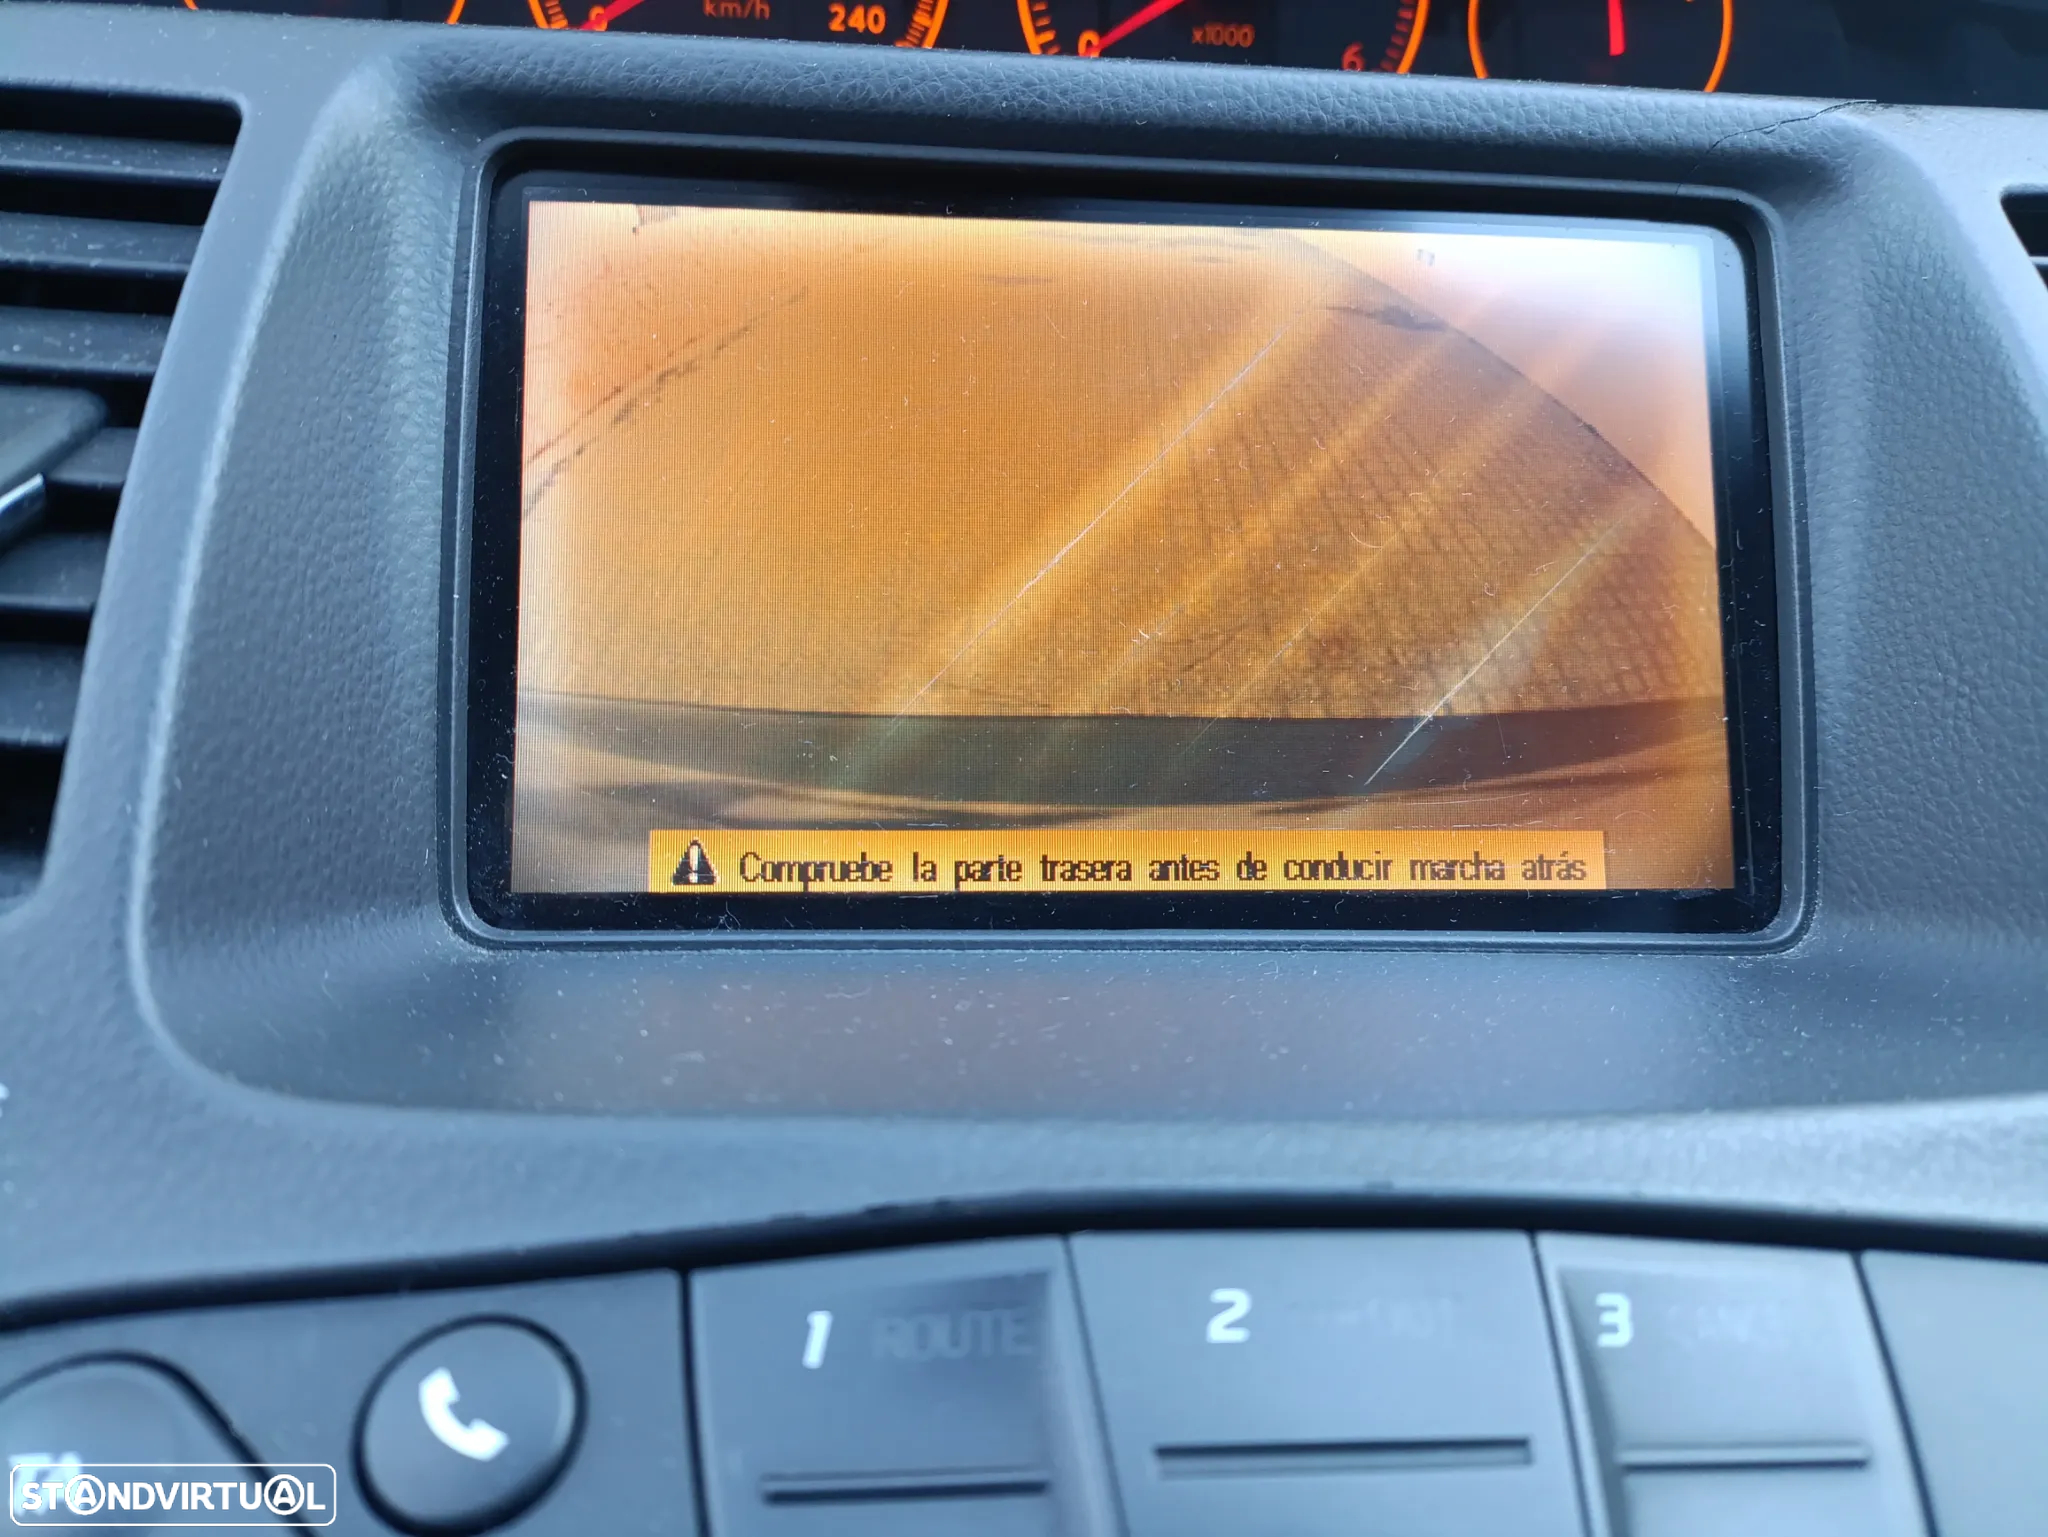 km/h
240
x1000
6
Compruebe la parte trasera antes de conducir marcha atrás
1 ROUTE
2
3
STANDVIRTUAL